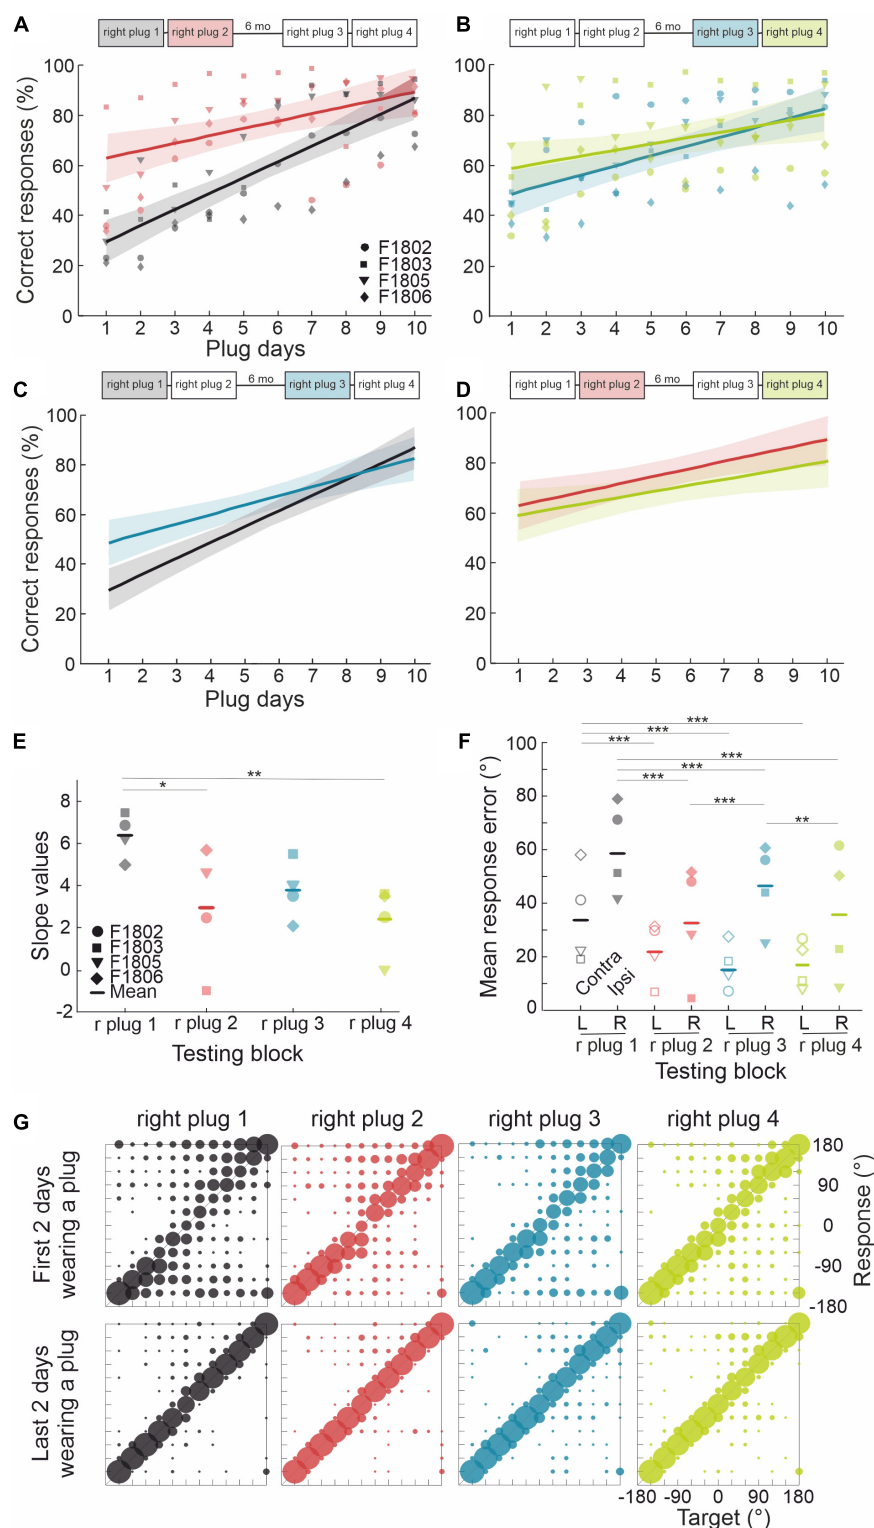 A
right plug 1 right plug 2 6 mo right plug 3 right plug 4
Correct responses (%)
100
80
60
40
20
0
F1802
F1803
F1805
F1806
1 2 3 4 5 6 7 8 9 10
Plug days
B
right plug 1 right plug 2 6 mo right plug 3 right plug 4
100
80
60
40
20
0
1 2 3 4 5 6 7 8 9 10
C
right plug 1 right plug 2 6 mo right plug 3 right plug 4
Correct responses (%)
100
80
60
40
20
0
1 2 3 4 5 6 7 8 9 10
Plug days
D
right plug 1 right plug 2 6 mo right plug 3 right plug 4
100
80
60
40
20
0
1 2 3 4 5 6 7 8 9 10
E
Slope values
8
6
4
2
0
-2
*
**
F1802
F1803
F1805
F1806
Mean
r plug 1 r plug 2 r plug 3 r plug 4
Testing block
F
Mean response error (°)
100
80
60
40
20
0
***
***
***
***
***
***
***
**
Contra
Ipsi
L R L R L R L R
r plug 1 r plug 2 r plug 3 r plug 4
Testing block
G
right plug 1 right plug 2 right plug 3 right plug 4
First 2 days
wearing a plug
180
90
0
-90
-180
Response (°)
Last 2 days
wearing a plug
-180 -90 0 90 180
Target (°)